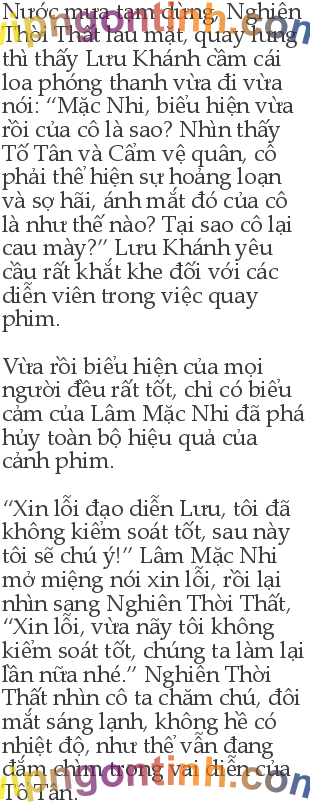 Nước mưa tạm dừng, Nghiên
Thời Thất lau mặt, quay lưng
thì thấy Lưu Khánh cầm cái
loa phóng thanh vừa đi vừa
nói: “Mặc Nhi, biểu hiện vừa
rồi của cô là sao? Nhìn thấy
Tố Tân và Cẩm vệ quân, cô
phải thể hiện sự hoảng loạn
và sợ hãi, ánh mắt đó của cô
là như thế nào? Tại sao cô lại
cau mày?” Lưu Khánh yêu
cầu rất khắt khe đối với các
diễn viên trong việc quay
phim.

Vừa rồi biểu hiện của mọi
người đều rất tốt, chỉ có biểu
cảm của Lâm Mặc Nhi đã phá
hủy toàn bộ hiệu quả của
cảnh phim.

“Xin lỗi đạo diễn Lưu, tôi đã
không kiểm soát tốt, sau này
tôi sẽ chú ý!” Lâm Mặc Nhi
mở miệng nói xin lỗi, rồi lại
nhìn sang Nghiên Thời Thất,
“Xin lỗi, vừa nãy tôi không
kiểm soát tốt, chúng ta làm lại
lần nữa nhé.” Nghiên Thời
Thất nhìn cô ta chăm chú, đôi
mắt sáng lạnh, không hề có
nhiệt độ, như thể vẫn đang
đắm chìm trong vai diễn của
Tố Tân.